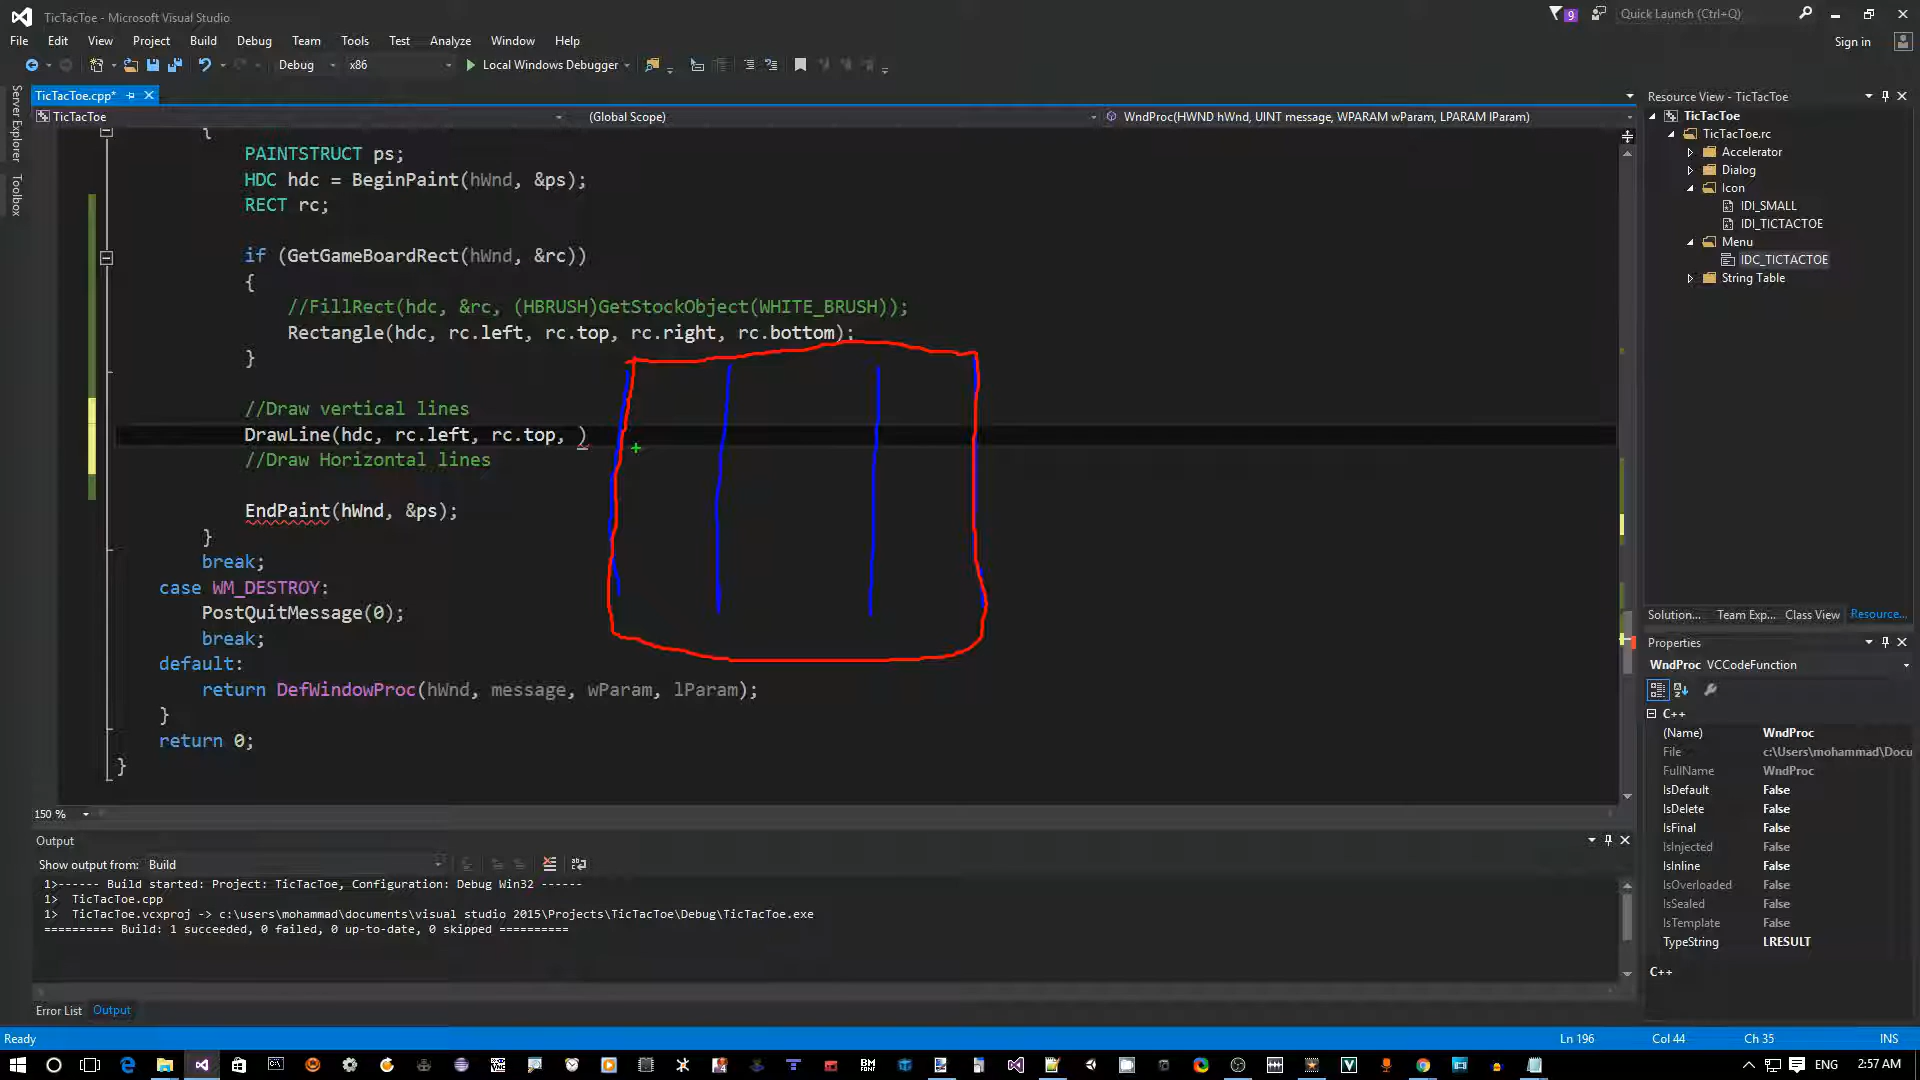 TicTacToe - Microsoft Visual Studio
9
Quick Launch (Ctrl+Q)
File Edit View Project Build Debug Team Tools Test Analyze Window Help
Sign in
Debug x86 Local Windows Debugger
Server Explorer
Toolbox
TicTacToe.cpp*
TicTacToe (Global Scope) WndProc(HWND hWnd, UINT message, WPARAM wParam, LPARAM lParam)
{
PAINTSTRUCT ps;
HDC hdc = BeginPaint(hWnd, &ps);
RECT rc;
if (GetGameBoardRect(hWnd, &rc))
{
//FillRect(hdc, &rc, (HBRUSH)GetStockObject(WHITE_BRUSH));
Rectangle(hdc, rc.left, rc.top, rc.right, rc.bottom);
}
//Draw vertical lines
DrawLine(hdc, rc.left, rc.top, )
//Draw Horizontal lines
EndPaint(hWnd, &ps);
}
break;
case WM_DESTROY:
PostQuitMessage(0);
break;
default:
return DefWindowProc(hWnd, message, wParam, lParam);
}
return 0;
}
150 %
Output
Show output from: Build
1>------ Build started: Project: TicTacToe, Configuration: Debug Win32 ------
1> TicTacToe.cpp
1> TicTacToe.vcxproj -> c:\users\mohammad\documents\visual studio 2015\Projects\TicTacToe\Debug\TicTacToe.exe
========== Build: 1 succeeded, 0 failed, 0 up-to-date, 0 skipped ==========
Error List Output
Resource View - TicTacToe
TicTacToe
TicTacToe.rc
Accelerator
Dialog
Icon
IDI_SMALL
IDI_TICTACTOE
Menu
IDC_TICTACTOE
String Table
Solution... Team Exp... Class View Resource...
Properties
WndProc VCCodeFunction
C++
(Name) WndProc
File c:\Users\mohammad\Docu
FullName WndProc
IsDefault False
IsDelete False
IsFinal False
IsInjected False
IsInline False
IsOverloaded False
IsSealed False
IsTemplate False
TypeString LRESULT
C++
Ready Ln 196 Col 44 Ch 35 INS
ENG 2:57 AM